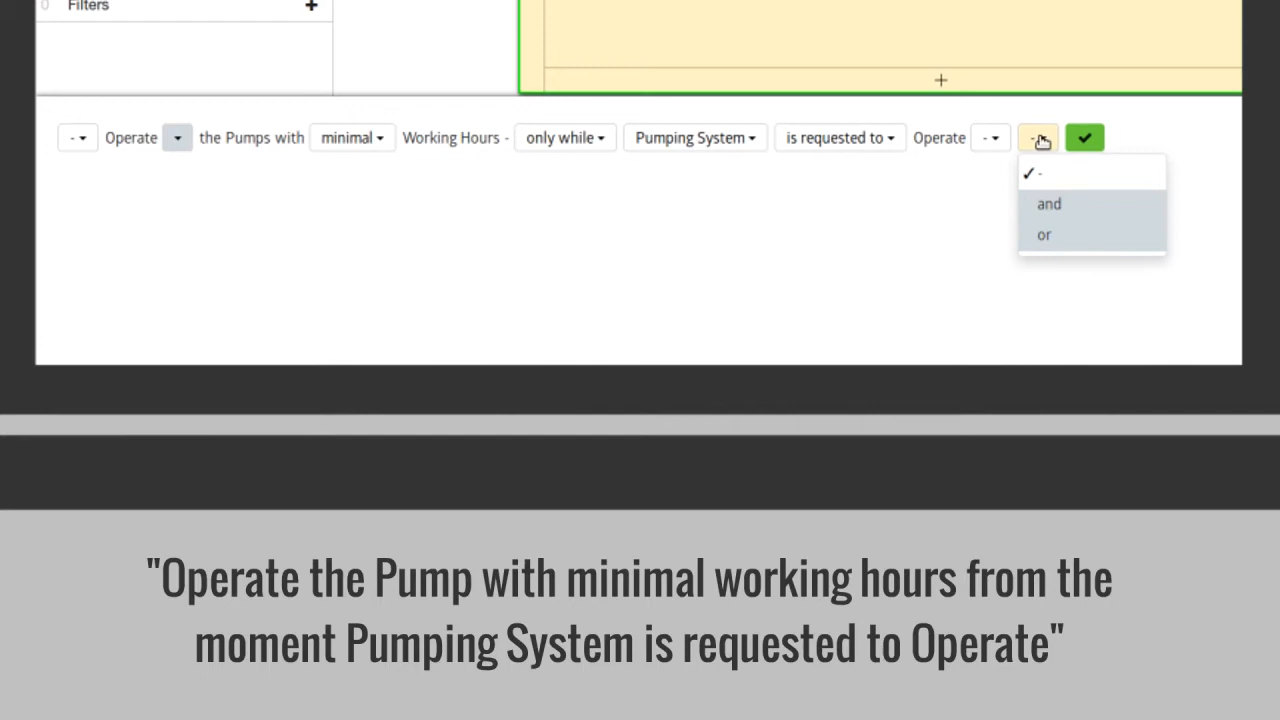 0 Filters +
- Operate the Pumps with minimal Working Hours - only while Pumping System is requested to Operate - -
✓ -
and
or
"Operate the Pump with minimal working hours from the
moment Pumping System is requested to Operate"